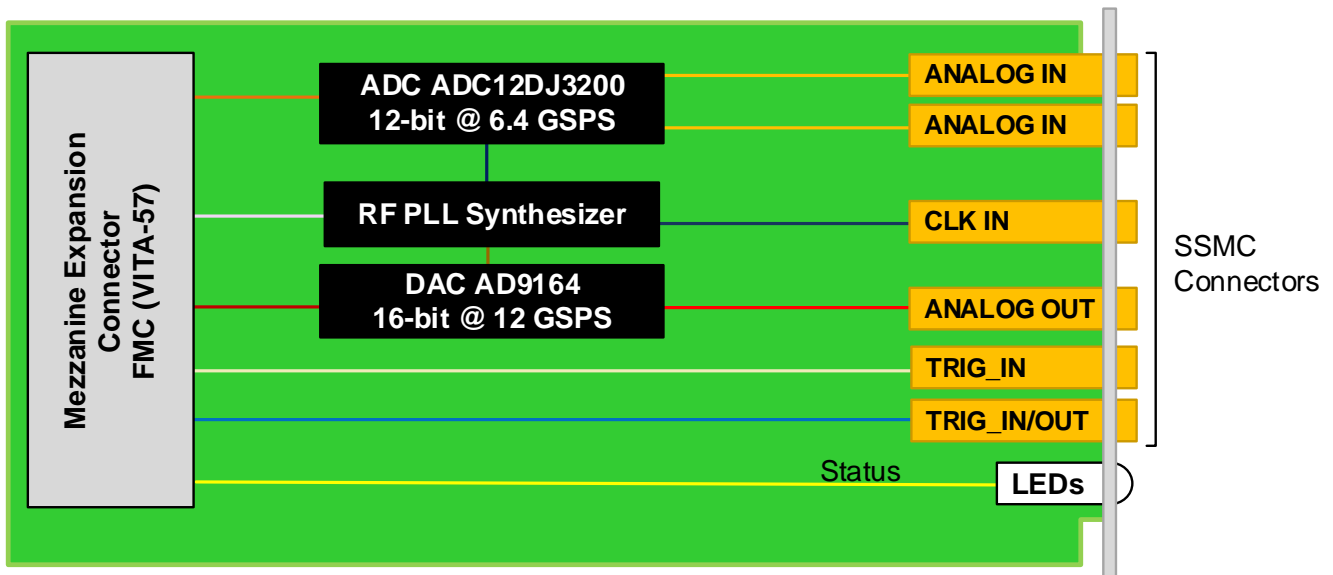 Mezzanine Expansion
Connector
FMC (VITA-57)
ADC ADC12DJ3200
12-bit @ 6.4 GSPS
RF PLL Synthesizer
DAC AD9164
16-bit @ 12 GSPS
ANALOG IN
ANALOG IN
CLK IN
ANALOG OUT
TRIG_IN
TRIG_IN/OUT
Status
LEDs
SSMC
Connectors